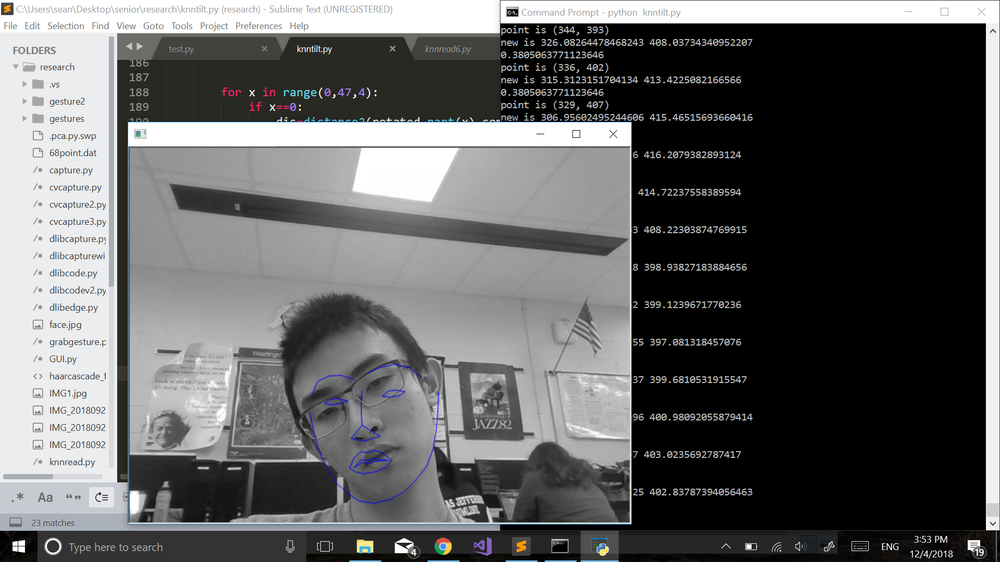 C:\Users\sean\Desktop\senior\research\knntilt.py (research) - Sublime Text (UNREGISTERED)
File Edit Selection Find View Goto Tools Project Preferences Help
FOLDERS
research
.vs
gesture2
gestures
.pca.py.swp
68point.dat
capture.py
cvcapture.py
cvcapture2.py
cvcapture3.py
dlibcapture.py
dlibcapturewi
dlibcode.py
dlibcodev2.py
dlibedge.py
face.jpg
grabgesture.p
GUI.py
haarcascade_f
IMG1.jpg
IMG_2018092
IMG_2018092
IMG_2018092
knnread.py
.* Aa “ ”
23 matches
test.py × knntilt.py × knnread6.py
186
187
188 for x in range(0,47,4):
189 if x==0:
190 dis=distance2(rotated.part(x),con
Command Prompt - python knntilt.py
point is (344, 393)
new is 326.08264478468243 408.03734340952207
0.3805063771123646
point is (336, 402)
new is 315.3123151704134 413.4225082166566
0.3805063771123646
point is (329, 407)
new is 306.95602495244606 415.46515693660416
6 416.2079382893124
414.72237558389594
3 408.22303874769915
8 398.93827183884656
2 399.1239671770236
55 397.081318457076
37 399.6810531915547
96 400.98092055879414
7 403.0235692787417
25 402.83787394056463
Washington
JAZZ82
AS JEFFERS
UMLINE
Type here to search
4
ENG
3:53 PM
12/4/2018
19